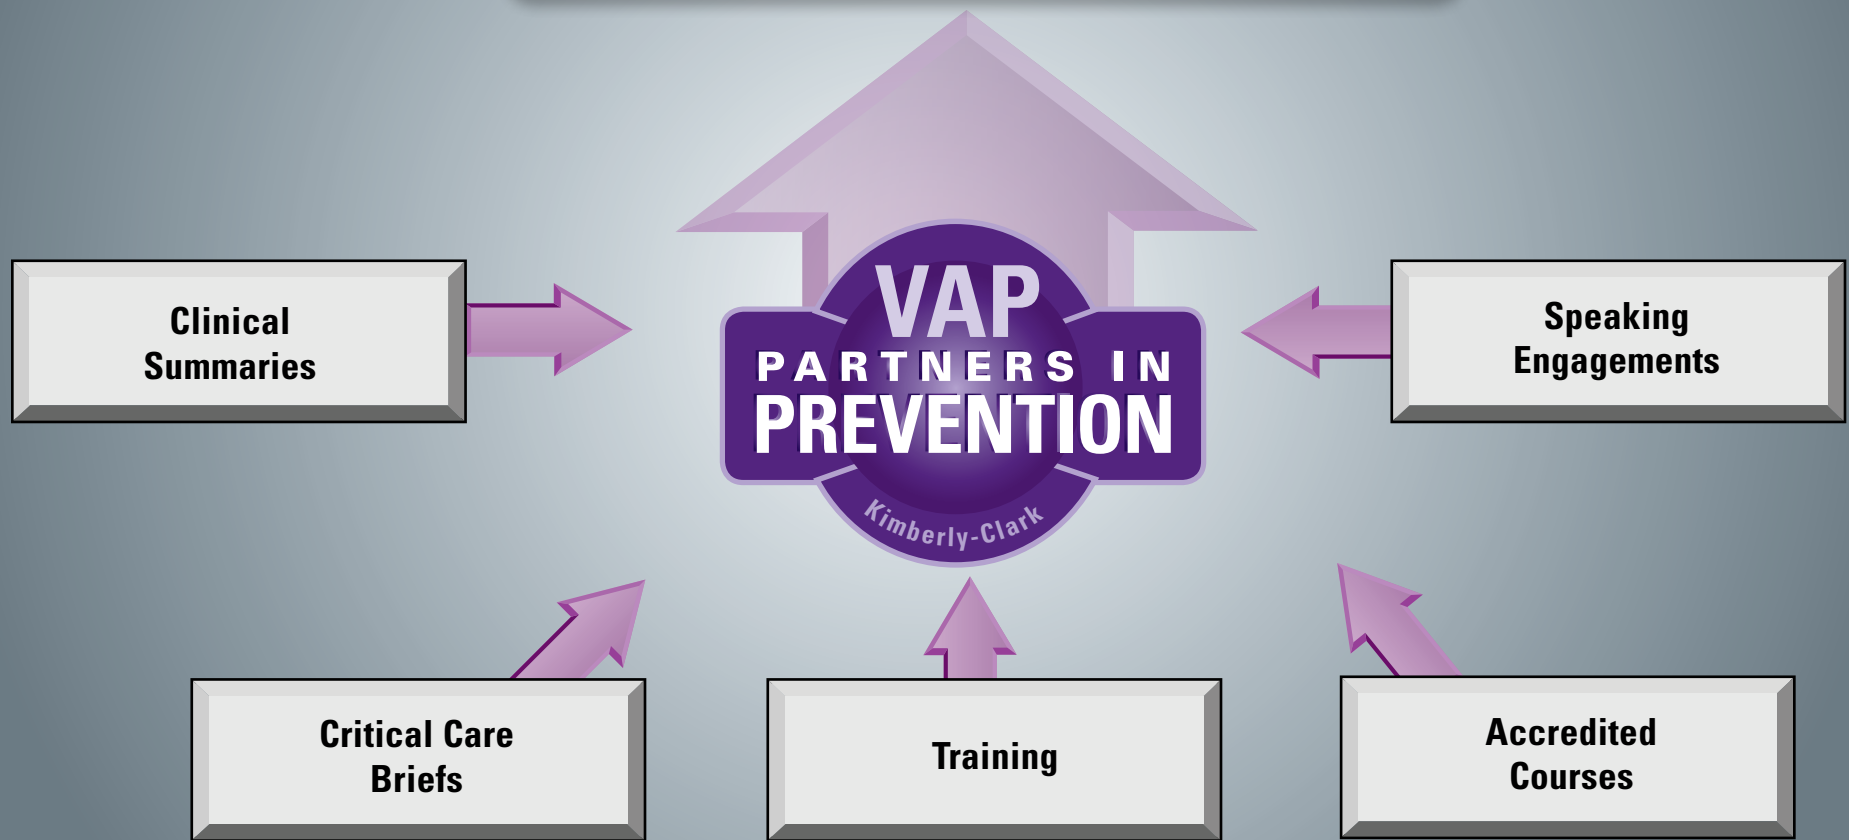 VAP
PARTNERS IN
PREVENTION
Kimberly-Clark
Clinical
Summaries
Speaking
Engagements
Critical Care
Briefs
Training
Accredited
Courses